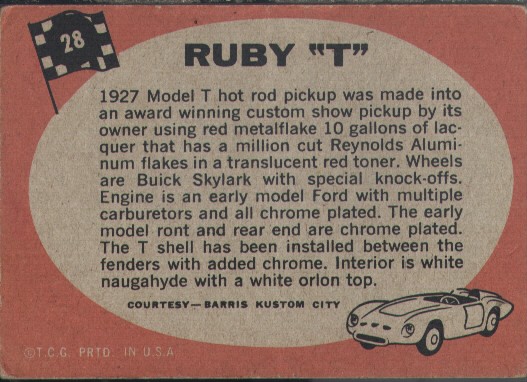 28
RUBY "T"
1927 Model T hot rod pickup was made into
an award winning custom show pickup by its
owner using red metalflake 10 gallons of lac-
quer that has a million cut Reynolds Alumi-
num flakes in a translucent red toner. Wheels
are Buick Skylark with special knock-offs.
Engine is an early model Ford with multiple
carburetors and all chrome plated. The early
model front and rear end are chrome plated.
The T shell has been installed between the
fenders with added chrome. Interior is white
naugahyde with a white orlon top.
COURTESY—BARRIS KUSTOM CITY
©T.C.G. PRTD. IN U.S.A